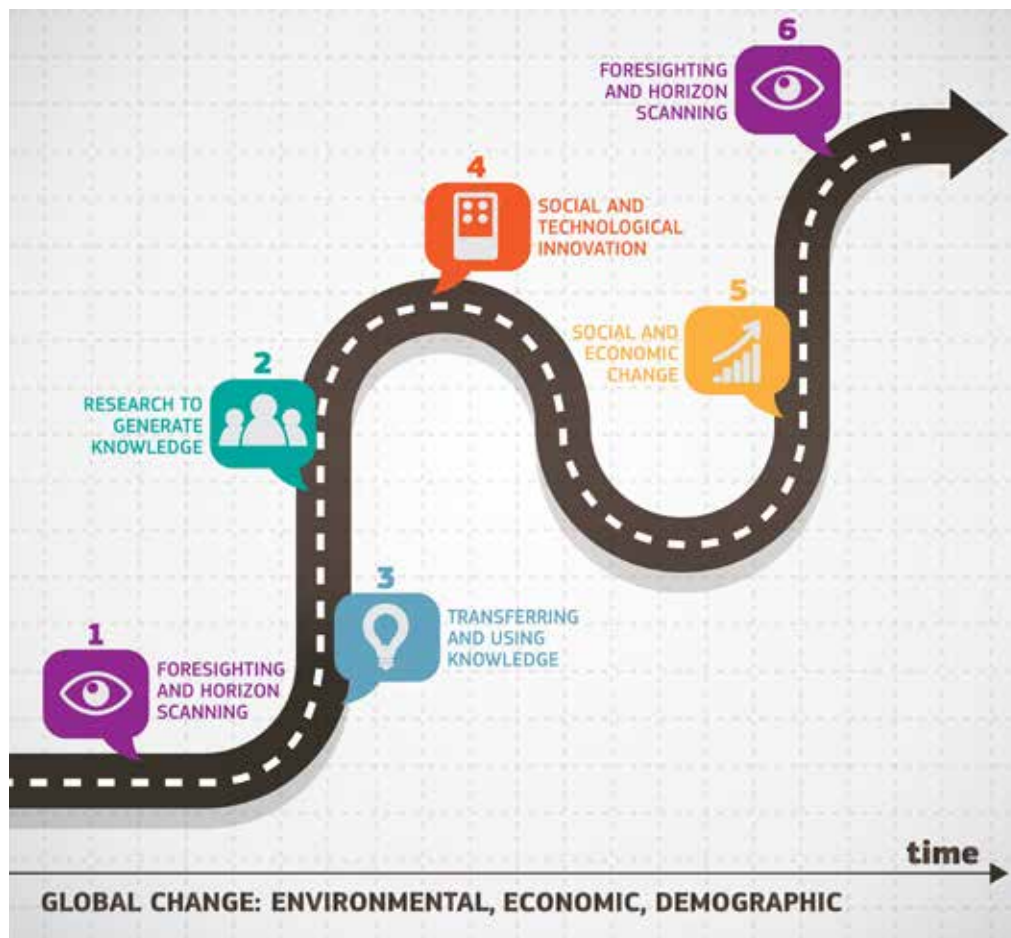 1
FORESIGHTING
AND HORIZON
SCANNING
2
RESEARCH TO
GENERATE
KNOWLEDGE
3
TRANSFERRING
AND USING
KNOWLEDGE
4
SOCIAL AND
TECHNOLOGICAL
INNOVATION
5
SOCIAL AND
ECONOMIC
CHANGE
6
FORESIGHTING
AND HORIZON
SCANNING
time
GLOBAL CHANGE: ENVIRONMENTAL, ECONOMIC, DEMOGRAPHIC